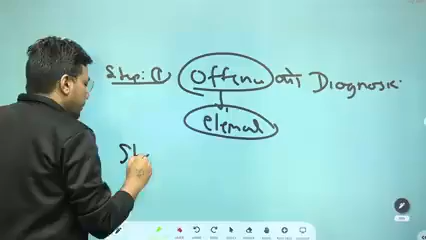 Step: ① Offence का Diagnosis.
element
St